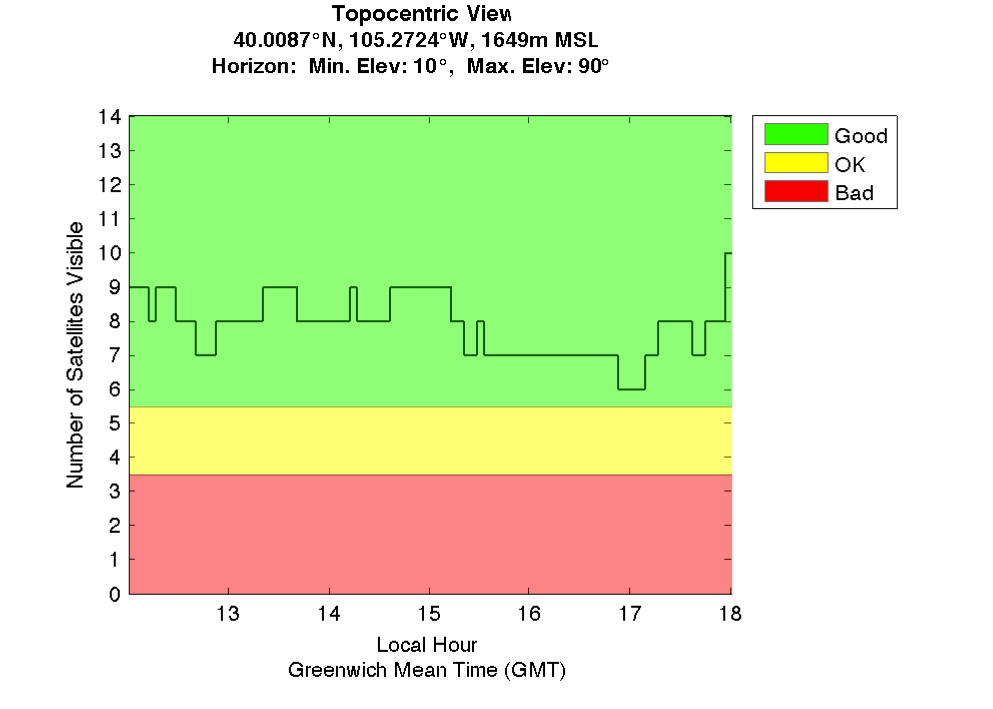 Topocentric View
40.0087°N, 105.2724°W, 1649m MSL
Horizon: Min. Elev: 10°, Max. Elev: 90°
14
13
12
11
10
9
8
7
6
5
4
3
2
1
0
Number of Satellites Visible
13 14 15 16 17 18
Local Hour
Greenwich Mean Time (GMT)
Good
OK
Bad